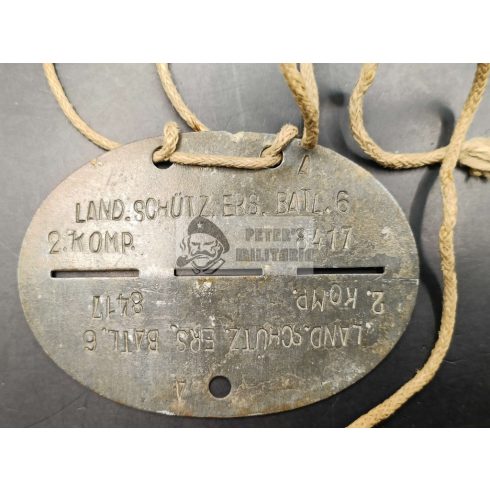 A
LAND.SCHÜTZ.ERS. BATL.6
2.KOMP. 417
PETER'S
MILITARIA
A
LAND.SCHÜTZ. ERS. BATL.6
2. KOMP. 8417